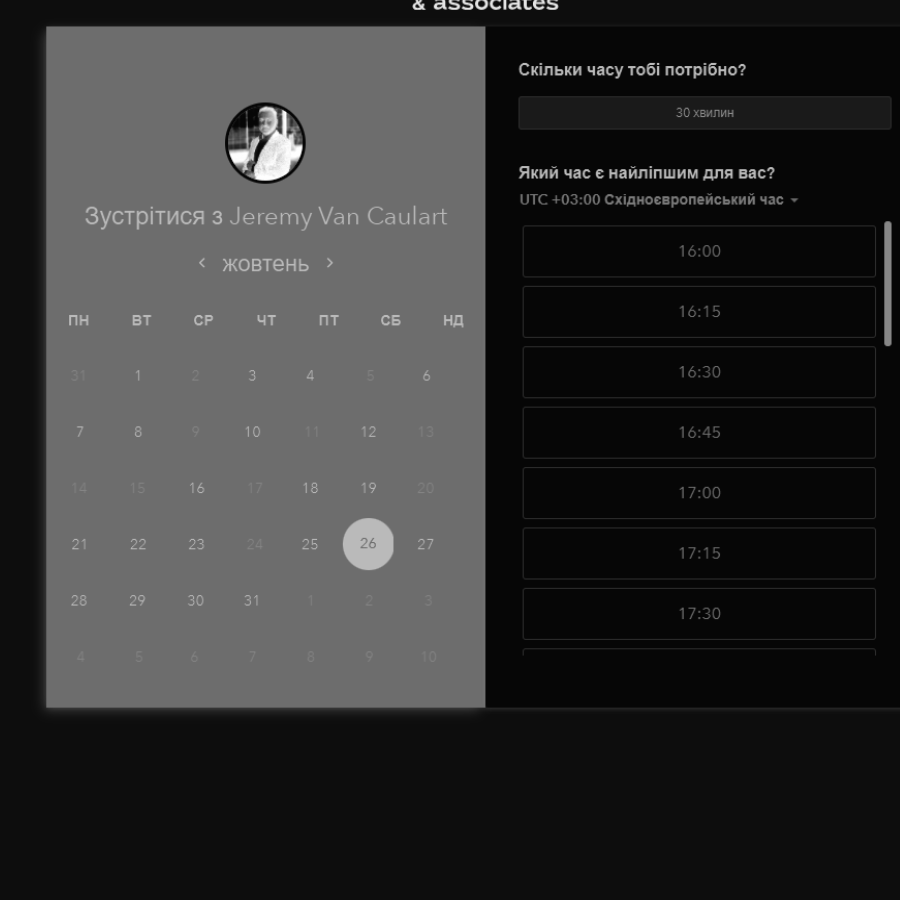 & associates
Зустрітися з Jeremy Van Caulart
жовтень
ПН ВТ СР ЧТ ПТ СБ НД
31 1 2 3 4 5 6
7 8 9 10 11 12 13
14 15 16 17 18 19 20
21 22 23 24 25 26 27
28 29 30 31 1 2 3
4 5 6 7 8 9 10
Скільки часу тобі потрібно?
30 хвилин
Який час є найліпшим для вас?
UTC +03:00 Східноєвропейський час
16:00
16:15
16:30
16:45
17:00
17:15
17:30